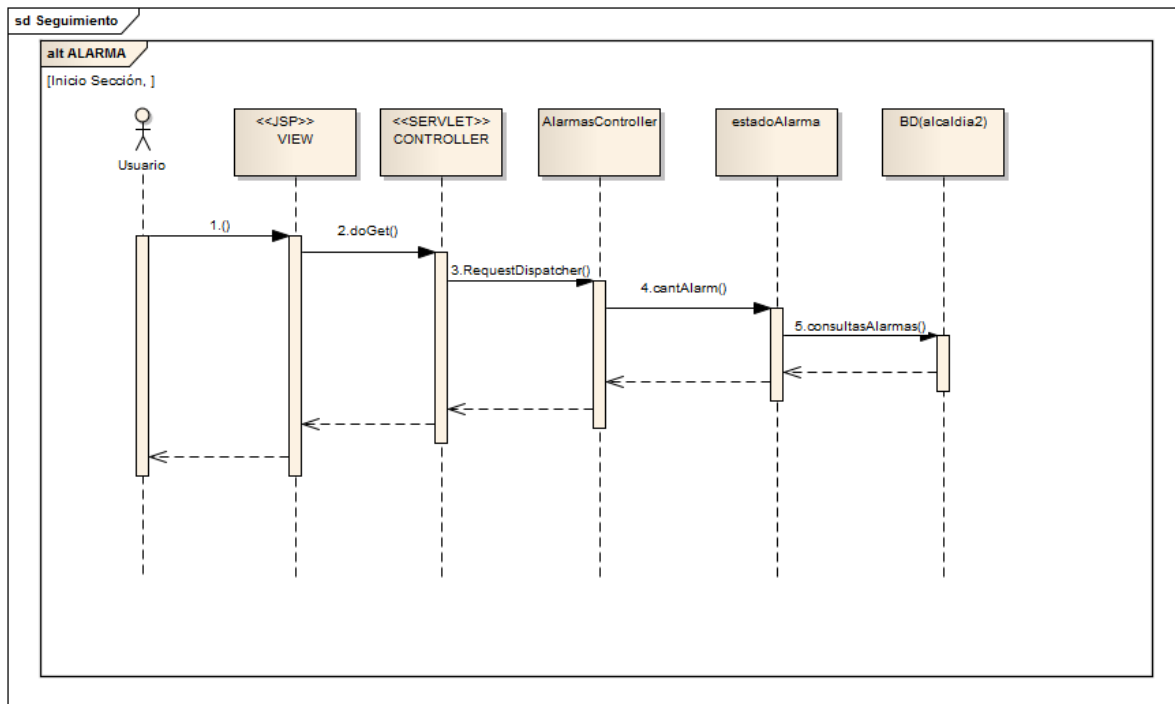 sd Seguimiento
alt ALARMA
[Inicio Sección, ]
Usuario
<<JSP>>
VIEW
<<SERVLET>>
CONTROLLER
AlarmasController
estadoAlarma
BD(alcaldia2)
1.()
2.doGet()
3.RequestDispatcher()
4.cantAlarm()
5.consultasAlarmas()